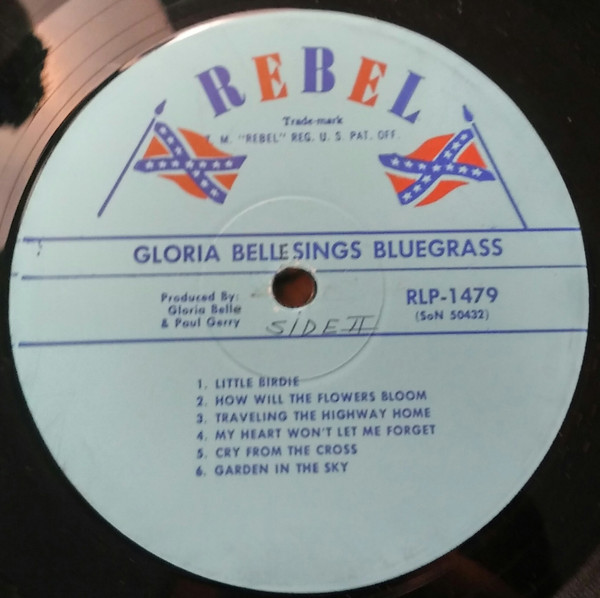 REBEL
Trade-mark
T. M. "REBEL" REG. U. S. PAT. OFF.
GLORIA BELLE SINGS BLUEGRASS
Produced By:
Gloria Belle
& Paul Gerry
RLP-1479
(SoN 50432)
SIDE II
1. LITTLE BIRDIE
2. HOW WILL THE FLOWERS BLOOM
3. TRAVELING THE HIGHWAY HOME
4. MY HEART WON'T LET ME FORGET
5. CRY FROM THE CROSS
6. GARDEN IN THE SKY